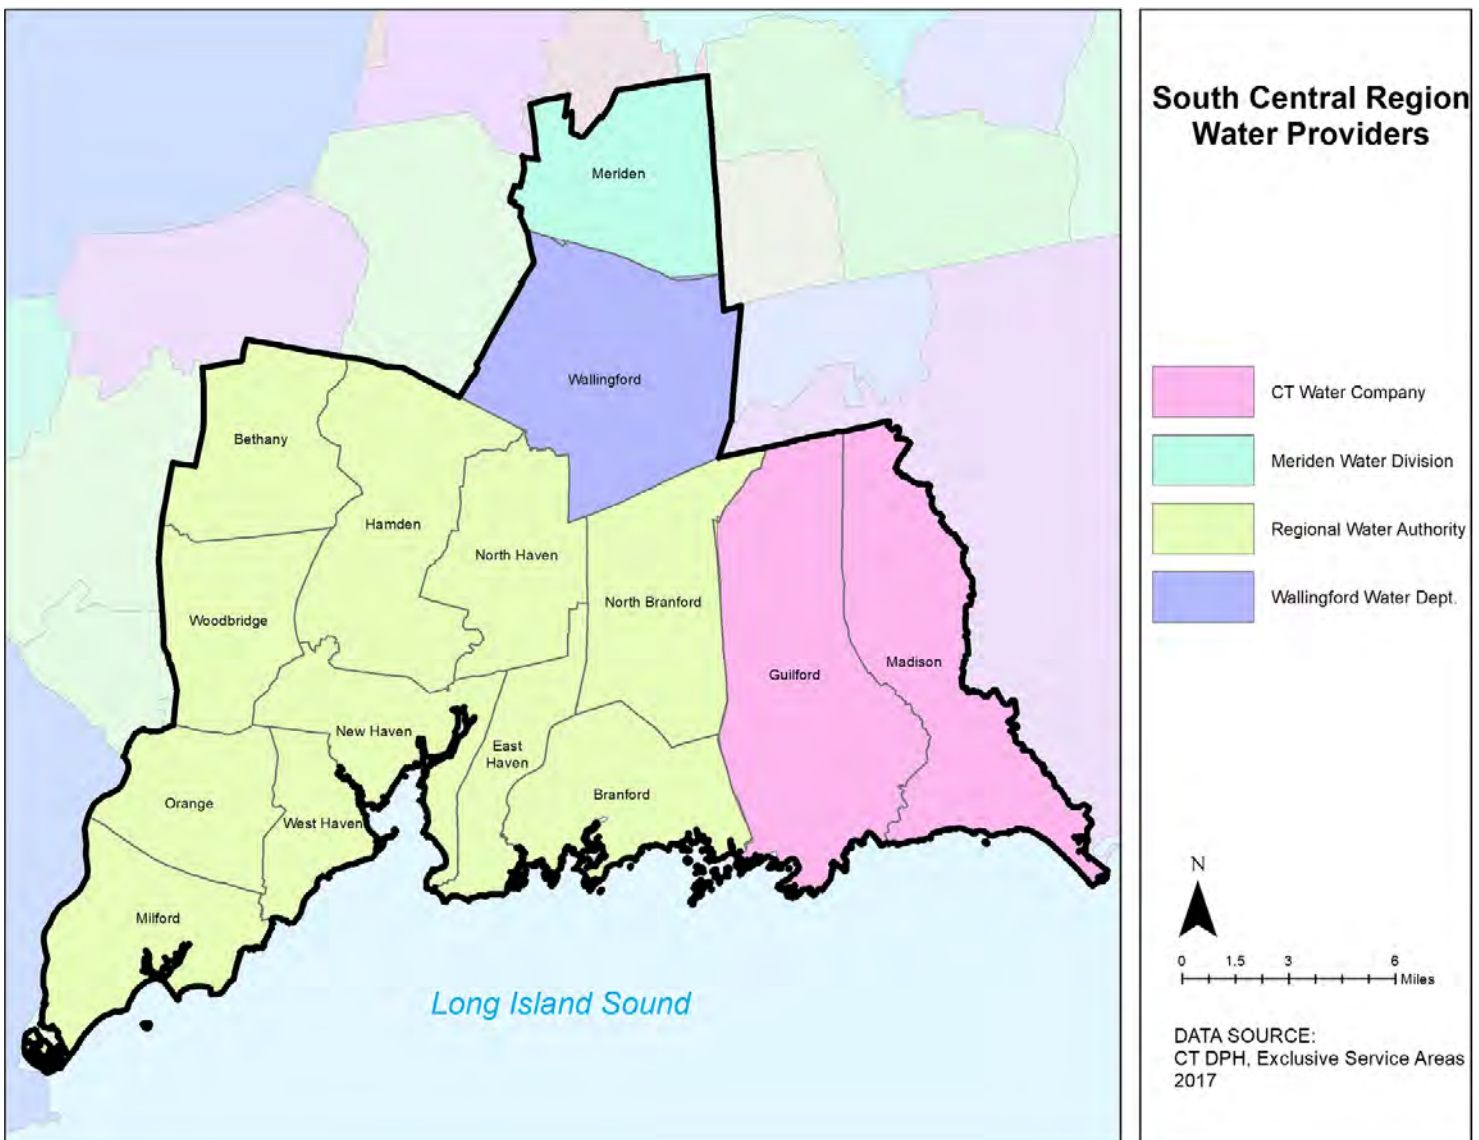 South Central Region
Water Providers
Meriden
Wallingford
Bethany
Hamden
North Haven
North Branford
Woodbridge
Guilford
Madison
New Haven
East
Haven
Orange
West Haven
Branford
Milford
Long Island Sound
CT Water Company
Meriden Water Division
Regional Water Authority
Wallingford Water Dept.
N
0 1.5 3 6
Miles
DATA SOURCE:
CT DPH, Exclusive Service Areas
2017